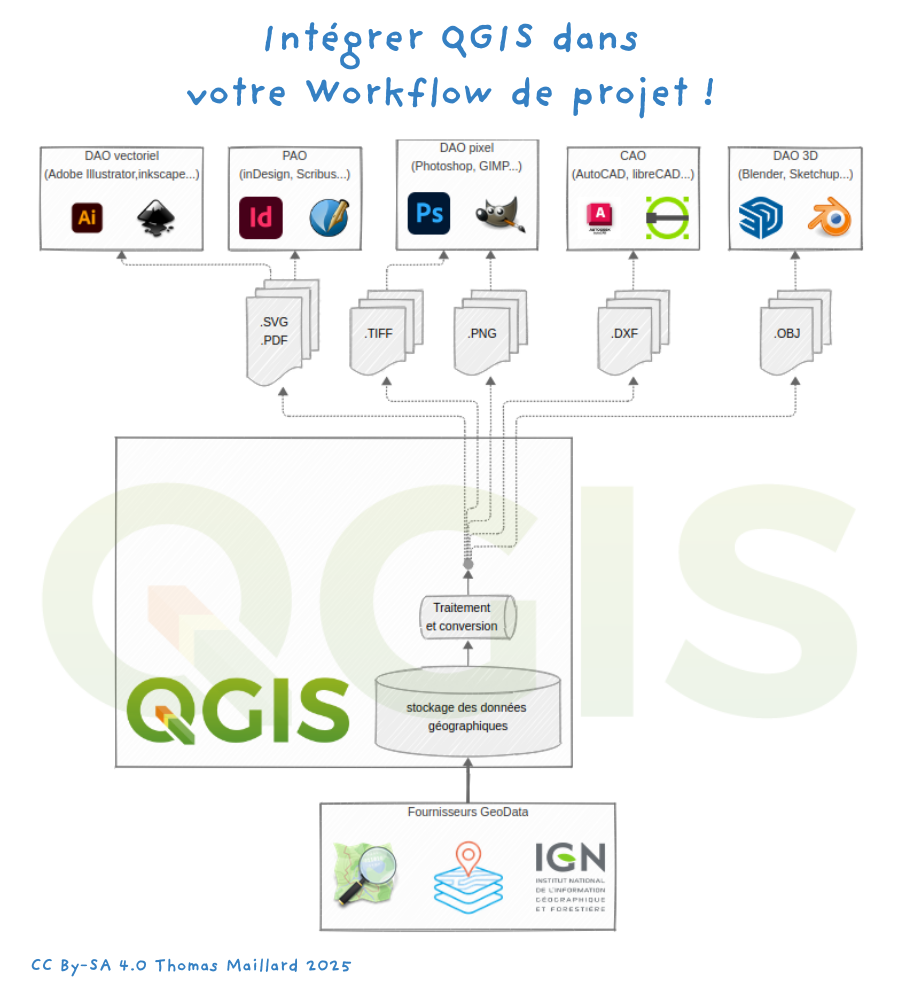 Intégrer QGIS dans
votre Workflow de projet !
DAO vectoriel
(Adobe Illustrator,inkscape...)
Ai
PAO
(inDesign, Scribus...)
Id
DAO pixel
(Photoshop, GIMP...)
Ps
CAO
(AutoCAD, libreCAD...)
A
AUTODESK
DAO 3D
(Blender, Sketchup...)
.SVG
.PDF
.TIFF
.PNG
.DXF
.OBJ
QGIS
Traitement
et conversion
QGIS
stockage des données
géographiques
Fournisseurs GeoData
IGN
INSTITUT NATIONAL
DE L'INFORMATION
GÉOGRAPHIQUE
ET FORESTIÈRE
CC By-SA 4.0 Thomas Maillard 2025